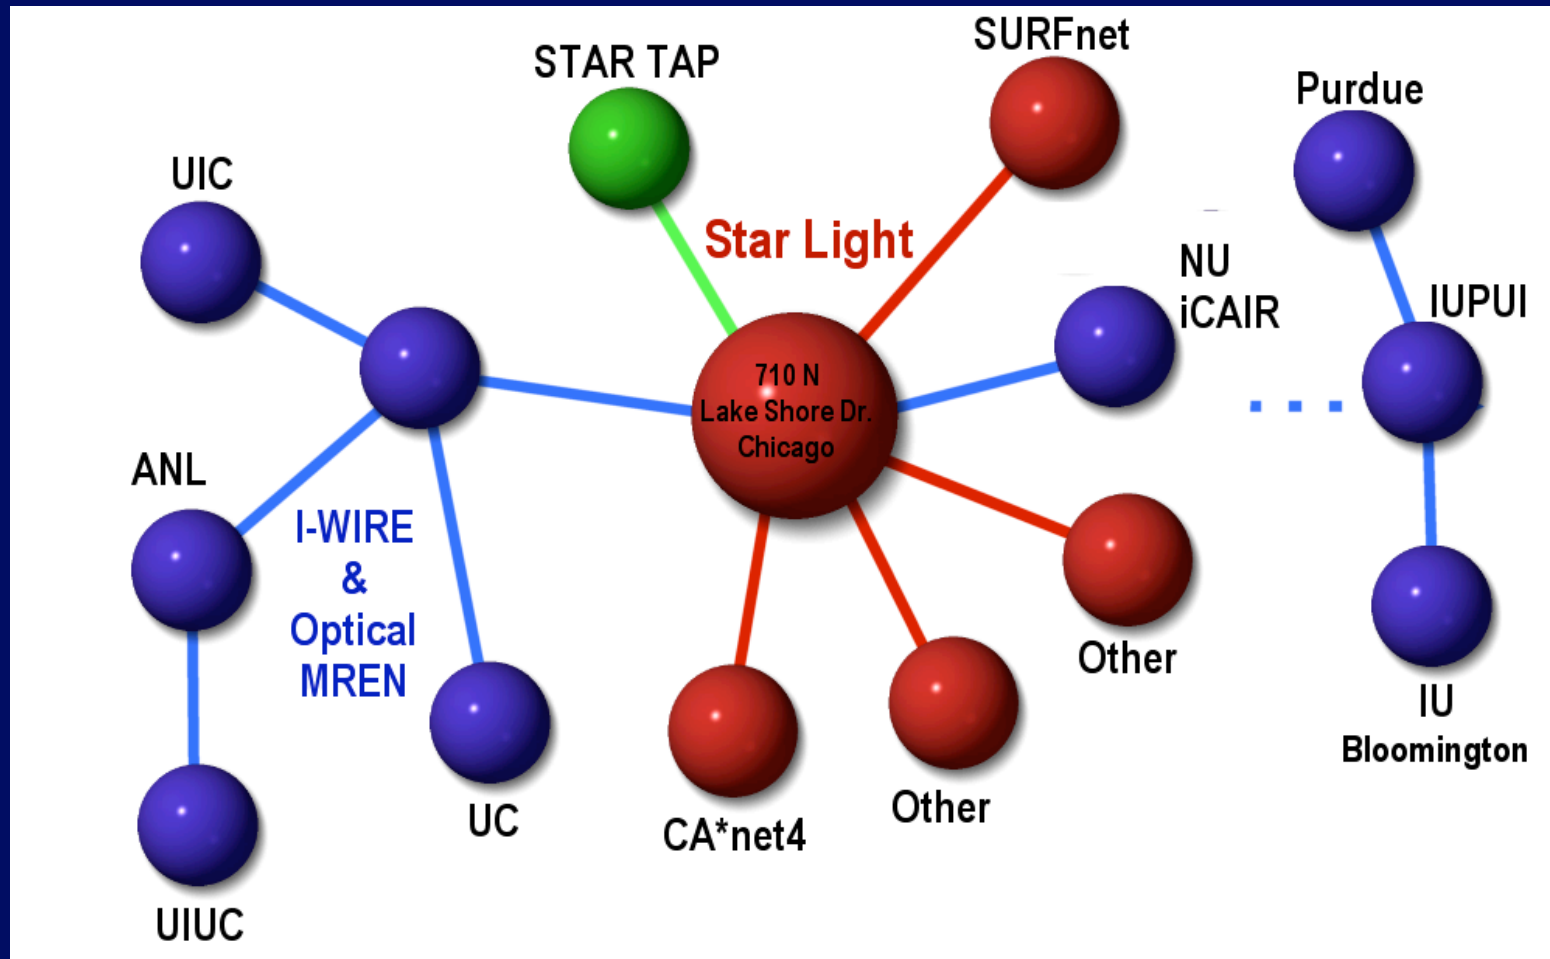 SURFnet
STAR TAP
Purdue
UIC
Star Light
NU
iCAIR
IUPUI
710 N
Lake Shore Dr.
Chicago
ANL
I-WIRE
&
Optical
MREN
Other
IU
Bloomington
UC
CA*net4
Other
UIUC